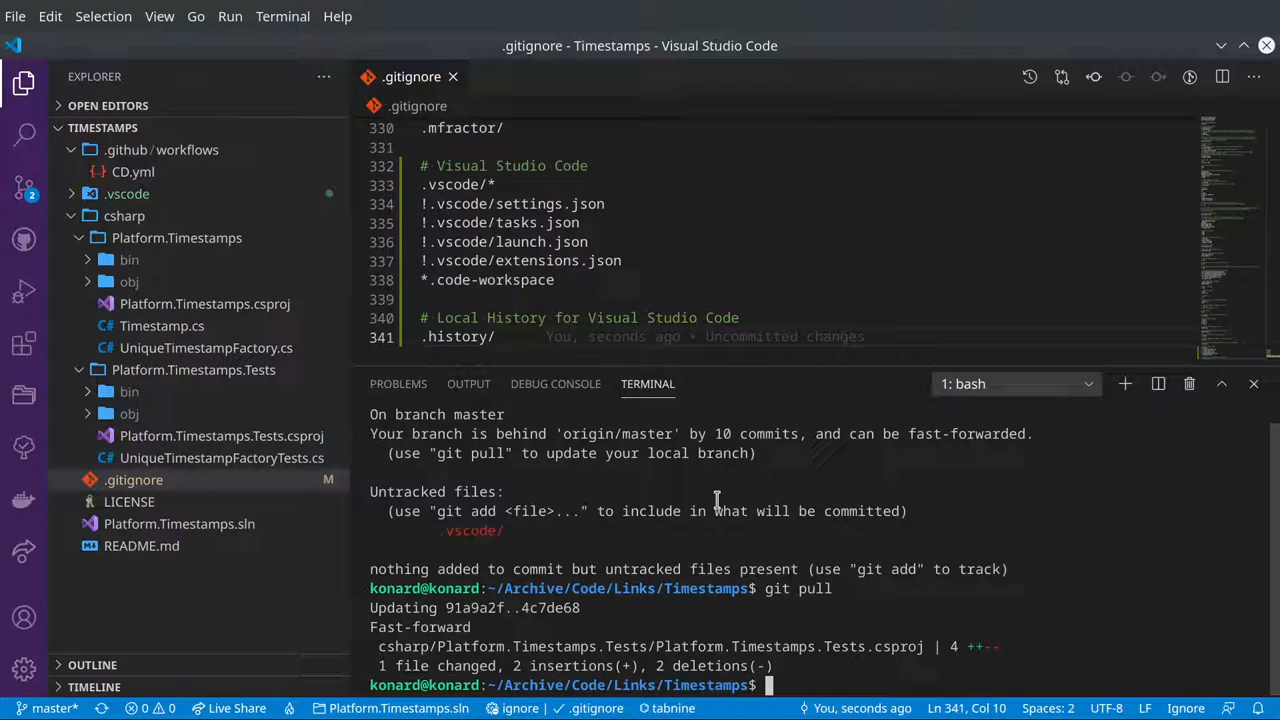 File Edit Selection View Go Run Terminal Help
.gitignore - Timestamps - Visual Studio Code
EXPLORER
OPEN EDITORS
TIMESTAMPS
.github / workflows
CD.yml
.vscode
csharp
Platform.Timestamps
bin
obj
Platform.Timestamps.csproj
Timestamp.cs
UniqueTimestampFactory.cs
Platform.Timestamps.Tests
bin
obj
Platform.Timestamps.Tests.csproj
UniqueTimestampFactoryTests.cs
.gitignore M
LICENSE
Platform.Timestamps.sln
README.md
OUTLINE
TIMELINE
2
.gitignore
.gitignore
330 .mfractor/
331
332 # Visual Studio Code
333 .vscode/*
334 !.vscode/settings.json
335 !.vscode/tasks.json
336 !.vscode/launch.json
337 !.vscode/extensions.json
338 *.code-workspace
339
340 # Local History for Visual Studio Code
341 .history/ You, seconds ago • Uncommitted changes
PROBLEMS OUTPUT DEBUG CONSOLE TERMINAL 1: bash
On branch master
Your branch is behind 'origin/master' by 10 commits, and can be fast-forwarded.
(use "git pull" to update your local branch)
Untracked files:
(use "git add <file>..." to include in what will be committed)
.vscode/
nothing added to commit but untracked files present (use "git add" to track)
konard@konard:~/Archive/Code/Links/Timestamps$ git pull
Updating 91a9a2f..4c7de68
Fast-forward
csharp/Platform.Timestamps.Tests/Platform.Timestamps.Tests.csproj | 4 ++--
1 file changed, 2 insertions(+), 2 deletions(-)
konard@konard:~/Archive/Code/Links/Timestamps$
master* 0 0 Live Share Platform.Timestamps.sln ignore | ✓ .gitignore tabnine You, seconds ago Ln 341, Col 10 Spaces: 2 UTF-8 LF Ignore